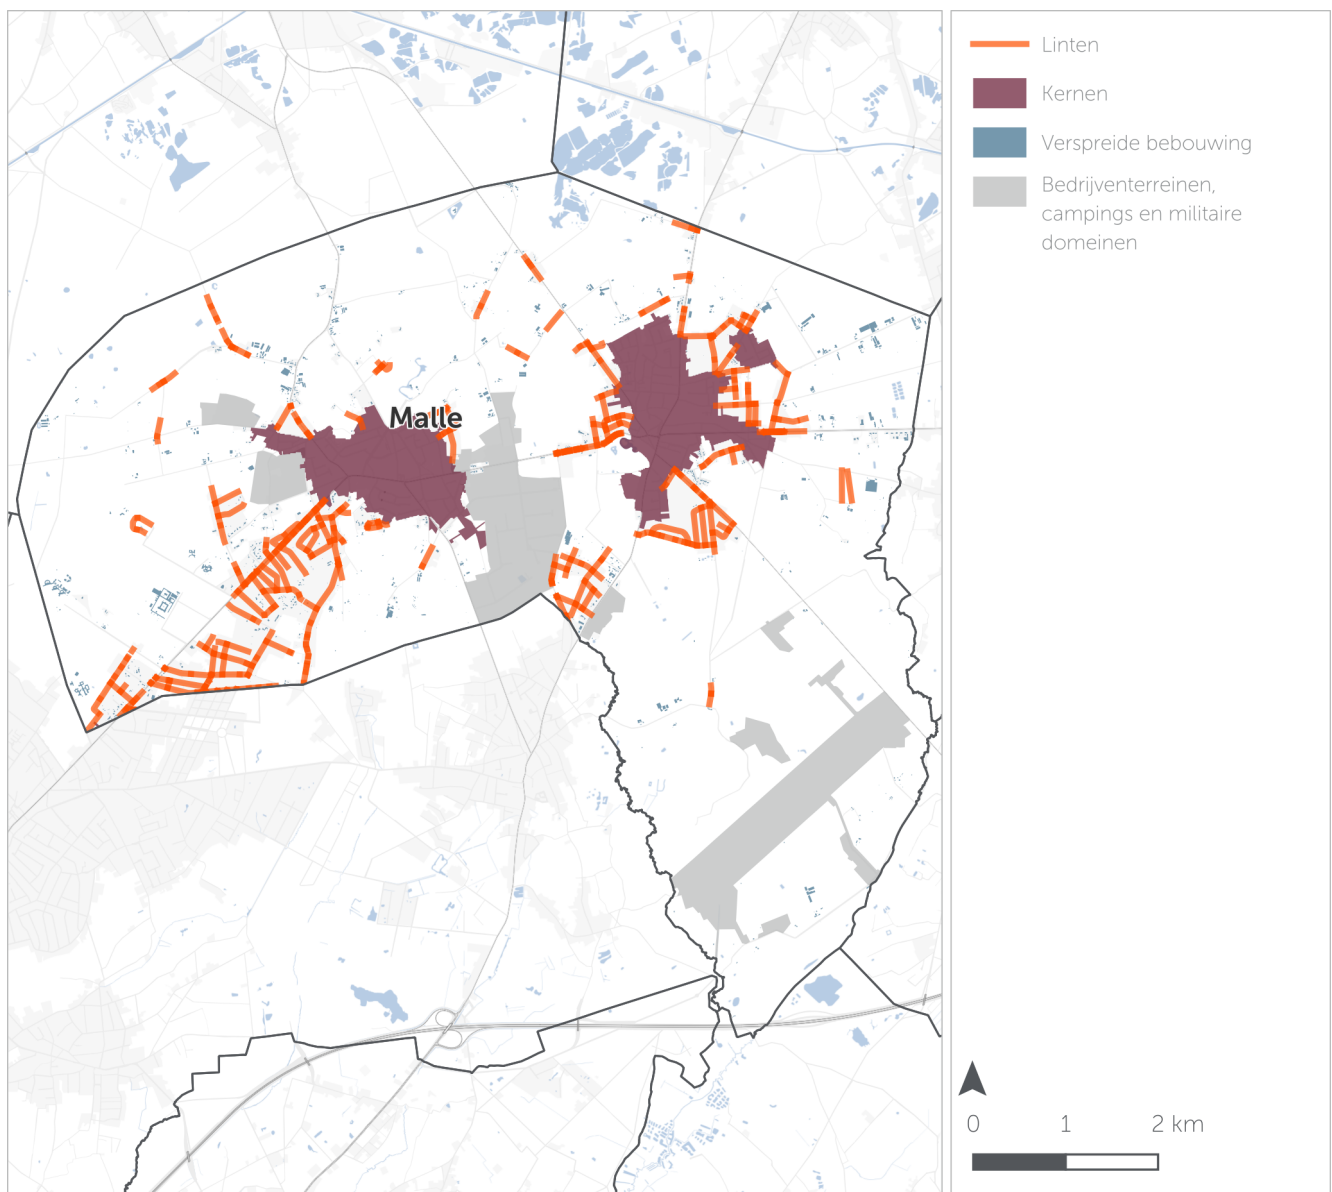 Malle
Linten
Kernen
Verspreide bebouwing
Bedrijventerreinen,
campings en militaire
domeinen
0 1 2 km